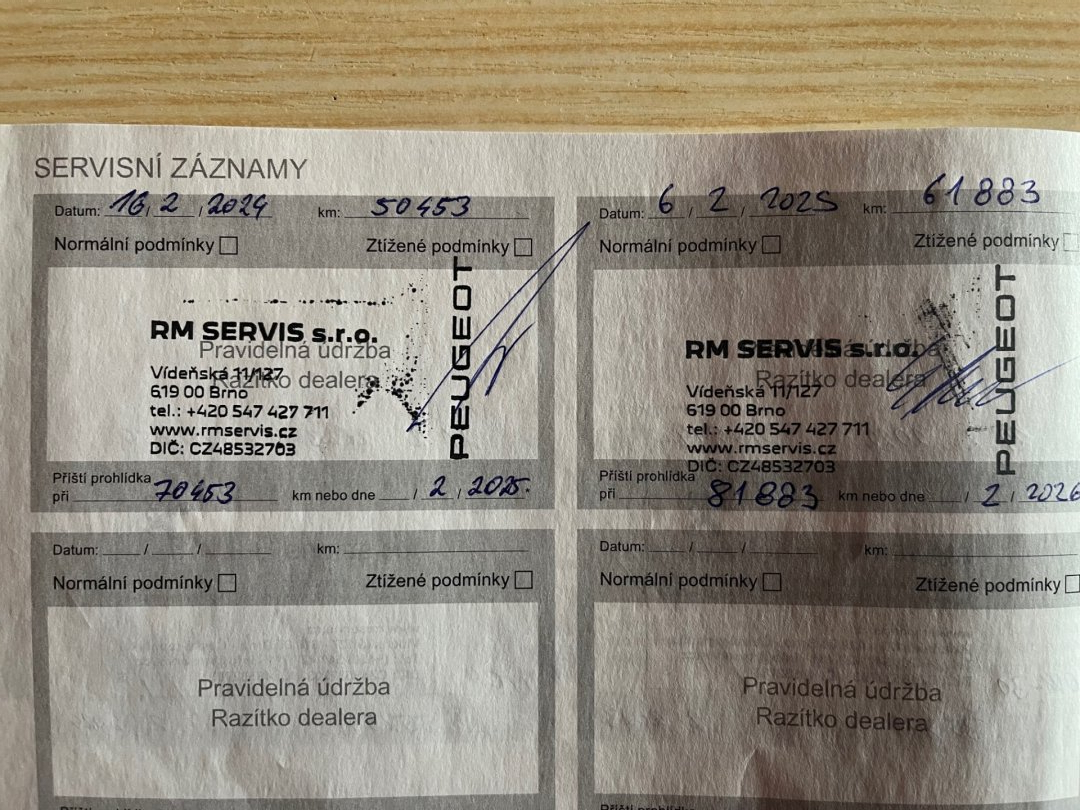 SERVISNÍ ZÁZNAMY
Datum: 16 / 2 / 2024 km: 50453
Normální podmínky Ztížené podmínky
RM SERVIS s.r.o.
Pravidelná údržba
Vídeňská 11/127
Razítko dealera
619 00 Brno
tel.: +420 547 427 711
www.rmservis.cz
DIČ: CZ48532703
PEUGEOT
Příští prohlídka
při 70453 km nebo dne / 2 / 2025.
Datum: 6 / 2 / 2025 km: 61883
Normální podmínky Ztížené podmínky
RM SERVIS s.r.o.
Pravidelná údržba
Razítko dealera
Vídeňská 11/127
619 00 Brno
tel.: +420 547 427 711
www.rmservis.cz
DIČ: CZ48532703
PEUGEOT
Příští prohlídka
při 81883 km nebo dne / 2 / 2026
Datum: / / km:
Normální podmínky Ztížené podmínky
Pravidelná údržba
Razítko dealera
Datum: / / km:
Normální podmínky Ztížené podmínky
Pravidelná údržba
Razítko dealera
Příští prohlídka